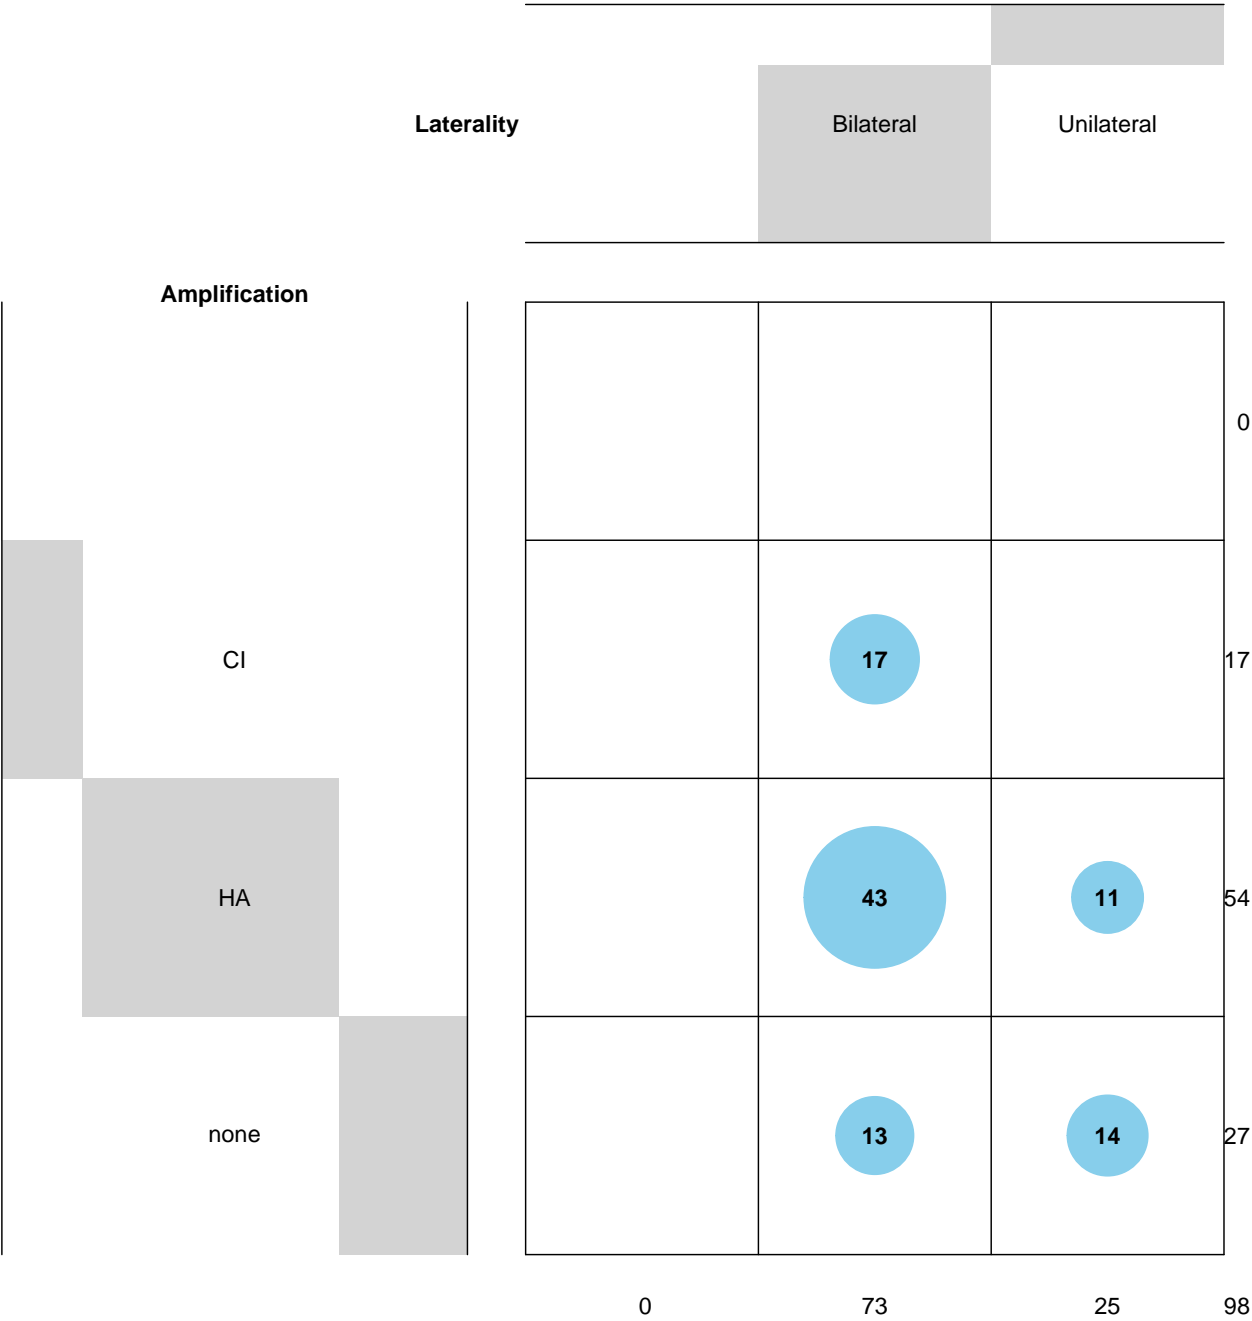 Laterality Bilateral Unilateral
Amplification
0
CI 17 17
HA 43 11 54
none 13 14 27
0 73 25 98